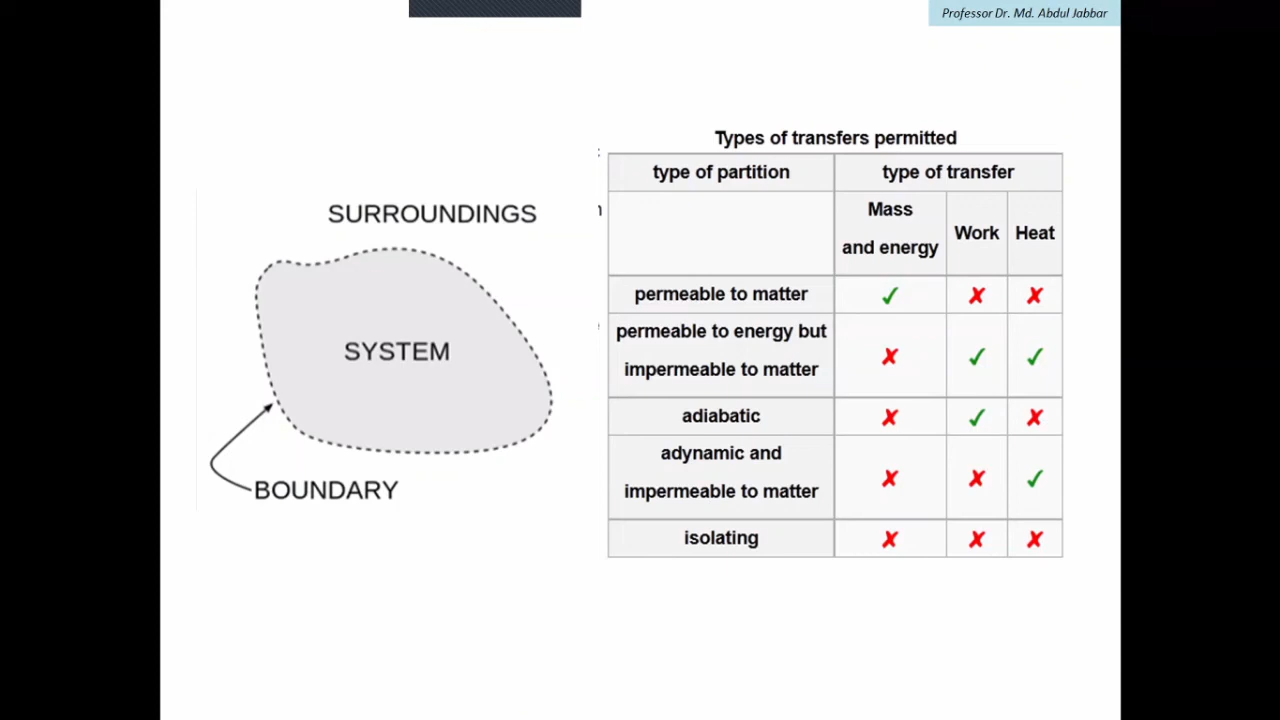 Professor Dr. Md. Abdul Jabbar
SURROUNDINGS
SYSTEM
BOUNDARY
Types of transfers permitted
type of partition type of transfer
Mass
and energy Work Heat
permeable to matter ✓ ✘ ✘
permeable to energy but
impermeable to matter ✘ ✓ ✓
adiabatic ✘ ✓ ✘
adynamic and
impermeable to matter ✘ ✘ ✓
isolating ✘ ✘ ✘